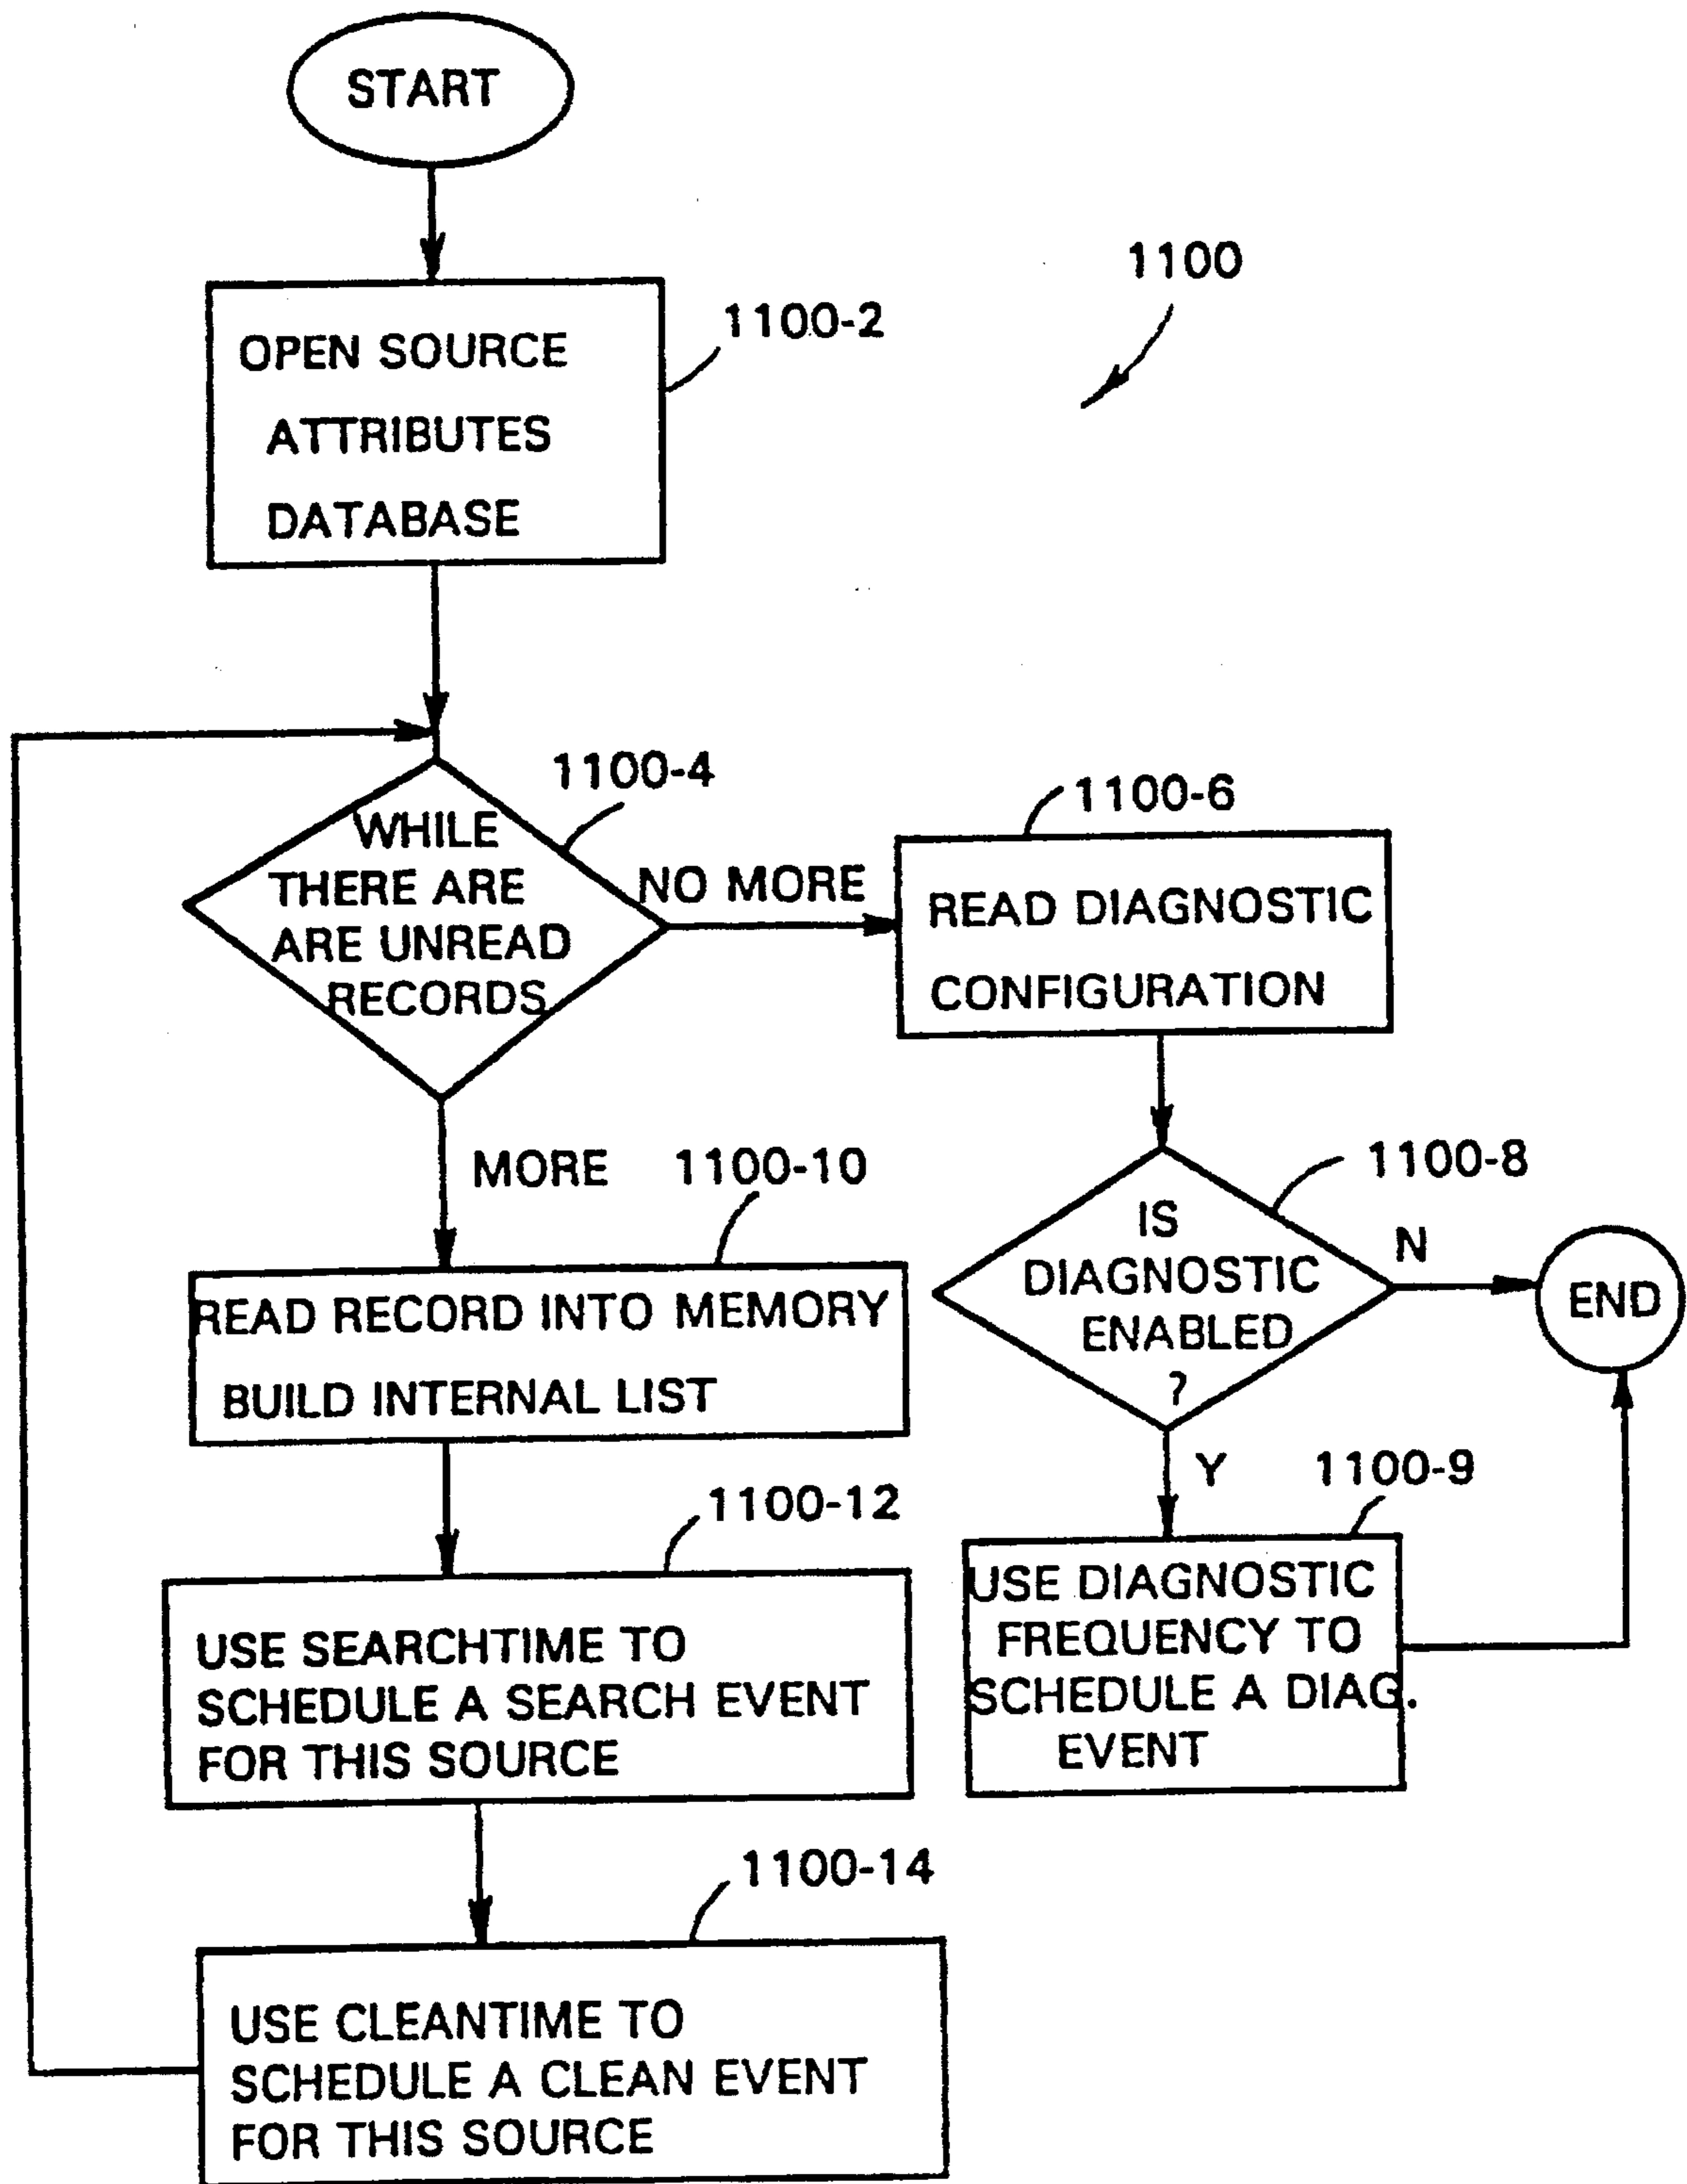 START
1100
OPEN SOURCE
ATTRIBUTES
DATABASE
1100-2
WHILE
THERE ARE
ARE UNREAD
RECORDS
1100-4
NO MORE
1100-6
READ DIAGNOSTIC
CONFIGURATION
MORE
1100-10
READ RECORD INTO MEMORY
BUILD INTERNAL LIST
1100-8
IS
DIAGNOSTIC
ENABLED
?
N
END
Y
1100-9
USE DIAGNOSTIC
FREQUENCY TO
SCHEDULE A DIAG.
EVENT
1100-12
USE SEARCHTIME TO
SCHEDULE A SEARCH EVENT
FOR THIS SOURCE
1100-14
USE CLEANTIME TO
SCHEDULE A CLEAN EVENT
FOR THIS SOURCE